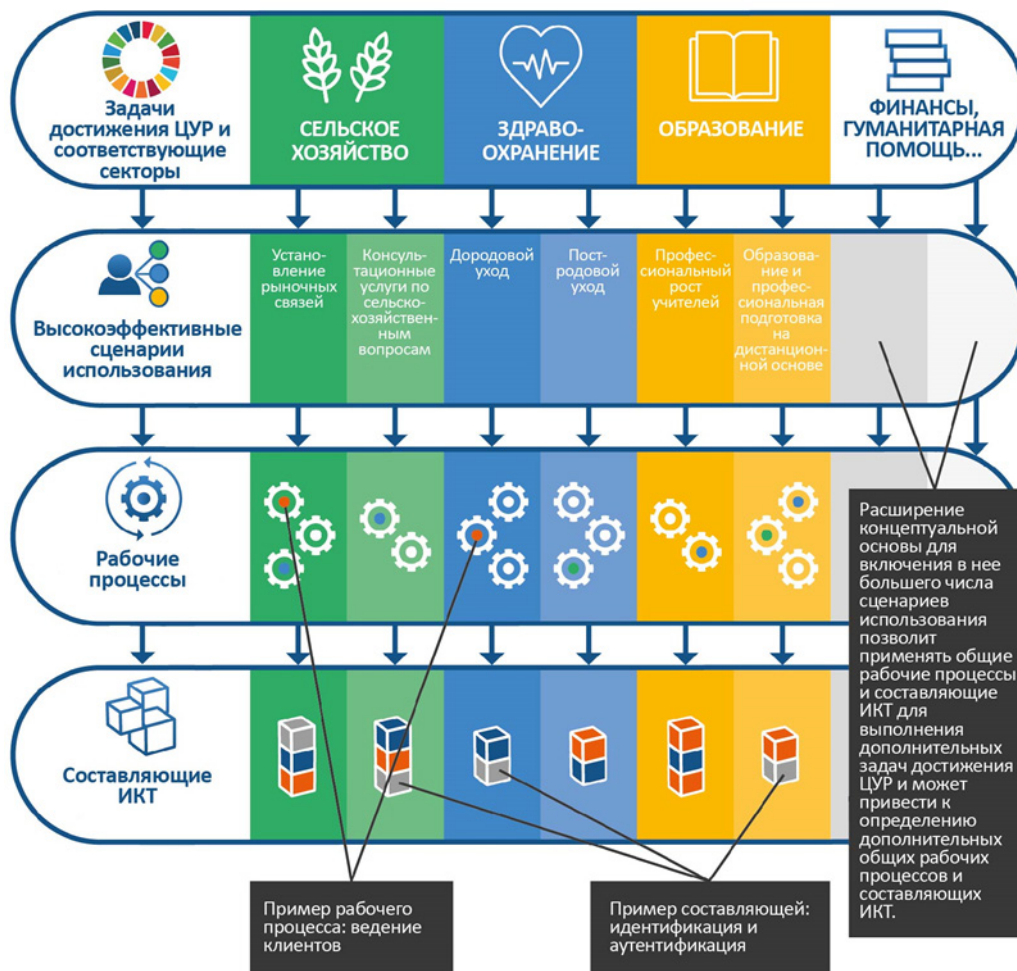 Задачи
достижения ЦУР и
соответствующие
секторы
СЕЛЬСКОЕ
ХОЗЯЙСТВО
ЗДРАВО-
ОХРАНЕНИЕ
ОБРАЗОВАНИЕ
ФИНАНСЫ,
ГУМАНИТАРНАЯ
ПОМОЩЬ...
Высокоэффективные
сценарии
использования
Устано-
вление
рыночных
связей
Консуль-
тационные
услуги по
сельско-
хозяйствен-
ным
вопросам
Дородовой
уход
Пост-
родовой
уход
Профес-
сиональный
рост
учителей
Образова-
ние и
профес-
сиональная
подготовка
на
дистанцион-
ной основе
Рабочие
процессы
Составляющие
ИКТ
Расширение
концептуальной
основы для
включения в нее
большего числа
сценариев
использования
позволит
применять общие
рабочие процессы
и составляющие
ИКТ для
выполнения
дополнительных
задач достижения
ЦУР и может
привести к
определению
дополнительных
общих рабочих
процессов и
составляющих
ИКТ.
Пример рабочего
процесса: ведение
клиентов
Пример составляющей:
идентификация и
аутентификация